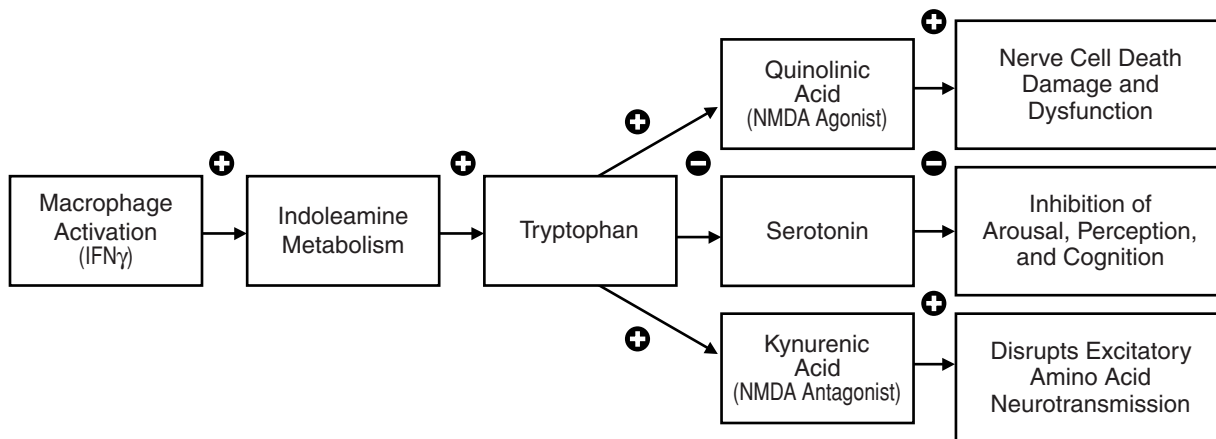 Macrophage
Activation
(IFNγ)
+
Indoleamine
Metabolism
+
Tryptophan
+
Quinolinic
Acid
(NMDA Agonist)
+
Nerve Cell Death
Damage and
Dysfunction
−
Serotonin
−
Inhibition of
Arousal, Perception,
and Cognition
+
Kynurenic
Acid
(NMDA Antagonist)
+
Disrupts Excitatory
Amino Acid
Neurotransmission